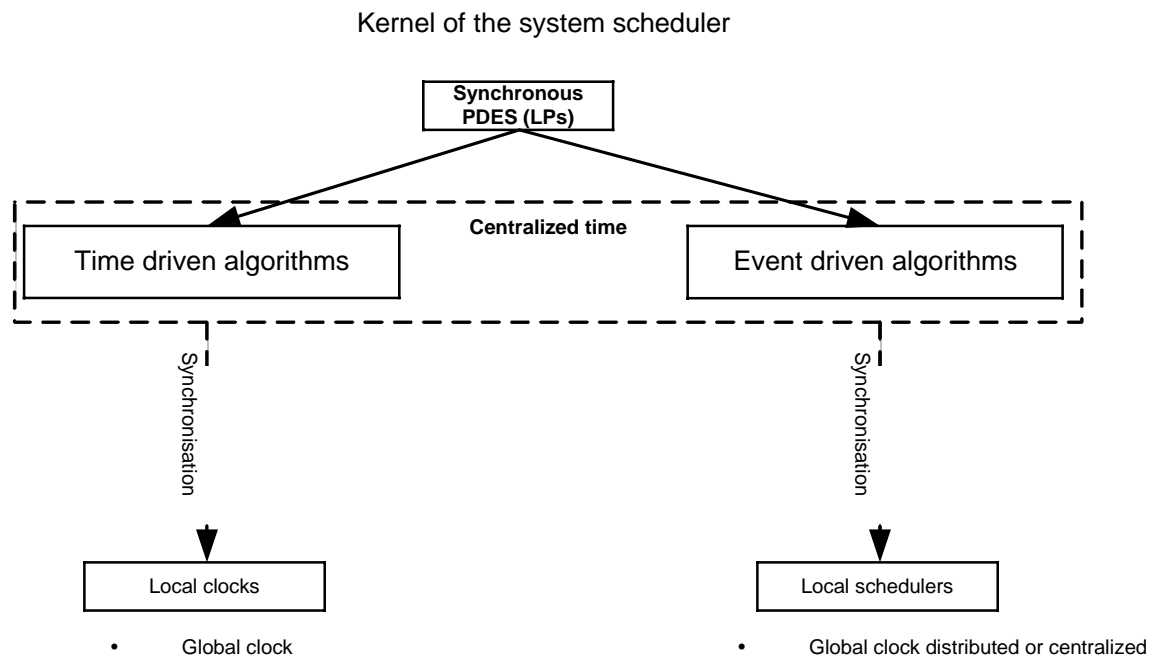 Kernel of the system scheduler
Synchronous
PDES (LPs)
Centralized time
Time driven algorithms
Event driven algorithms
Synchronisation
Synchronisation
Local clocks
Local schedulers
• Global clock
• Global clock distributed or centralized